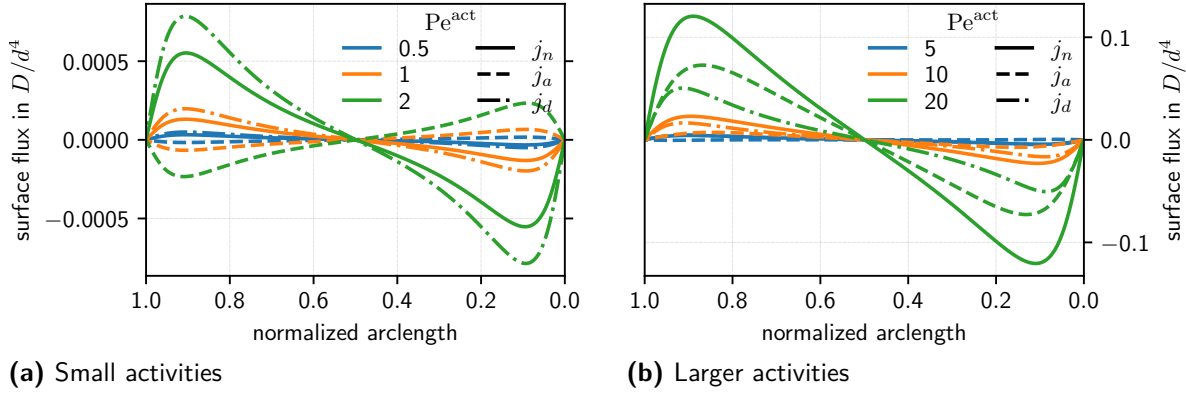 Pe^act
0.5 j_n
1 j_a
2 j_d
surface flux in D/d^4
0.0005
0.0000
−0.0005
1.0 0.8 0.6 0.4 0.2 0.0
normalized arclength
(a) Small activities
Pe^act
5 j_n
10 j_a
20 j_d
0.1
0.0
−0.1
surface flux in D/d^4
1.0 0.8 0.6 0.4 0.2 0.0
normalized arclength
(b) Larger activities